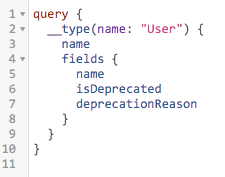 1 query {
2 __type(name: "User") {
3 name
4 fields {
5 name
6 isDeprecated
7 deprecationReason
8 }
9 }
10 }
11